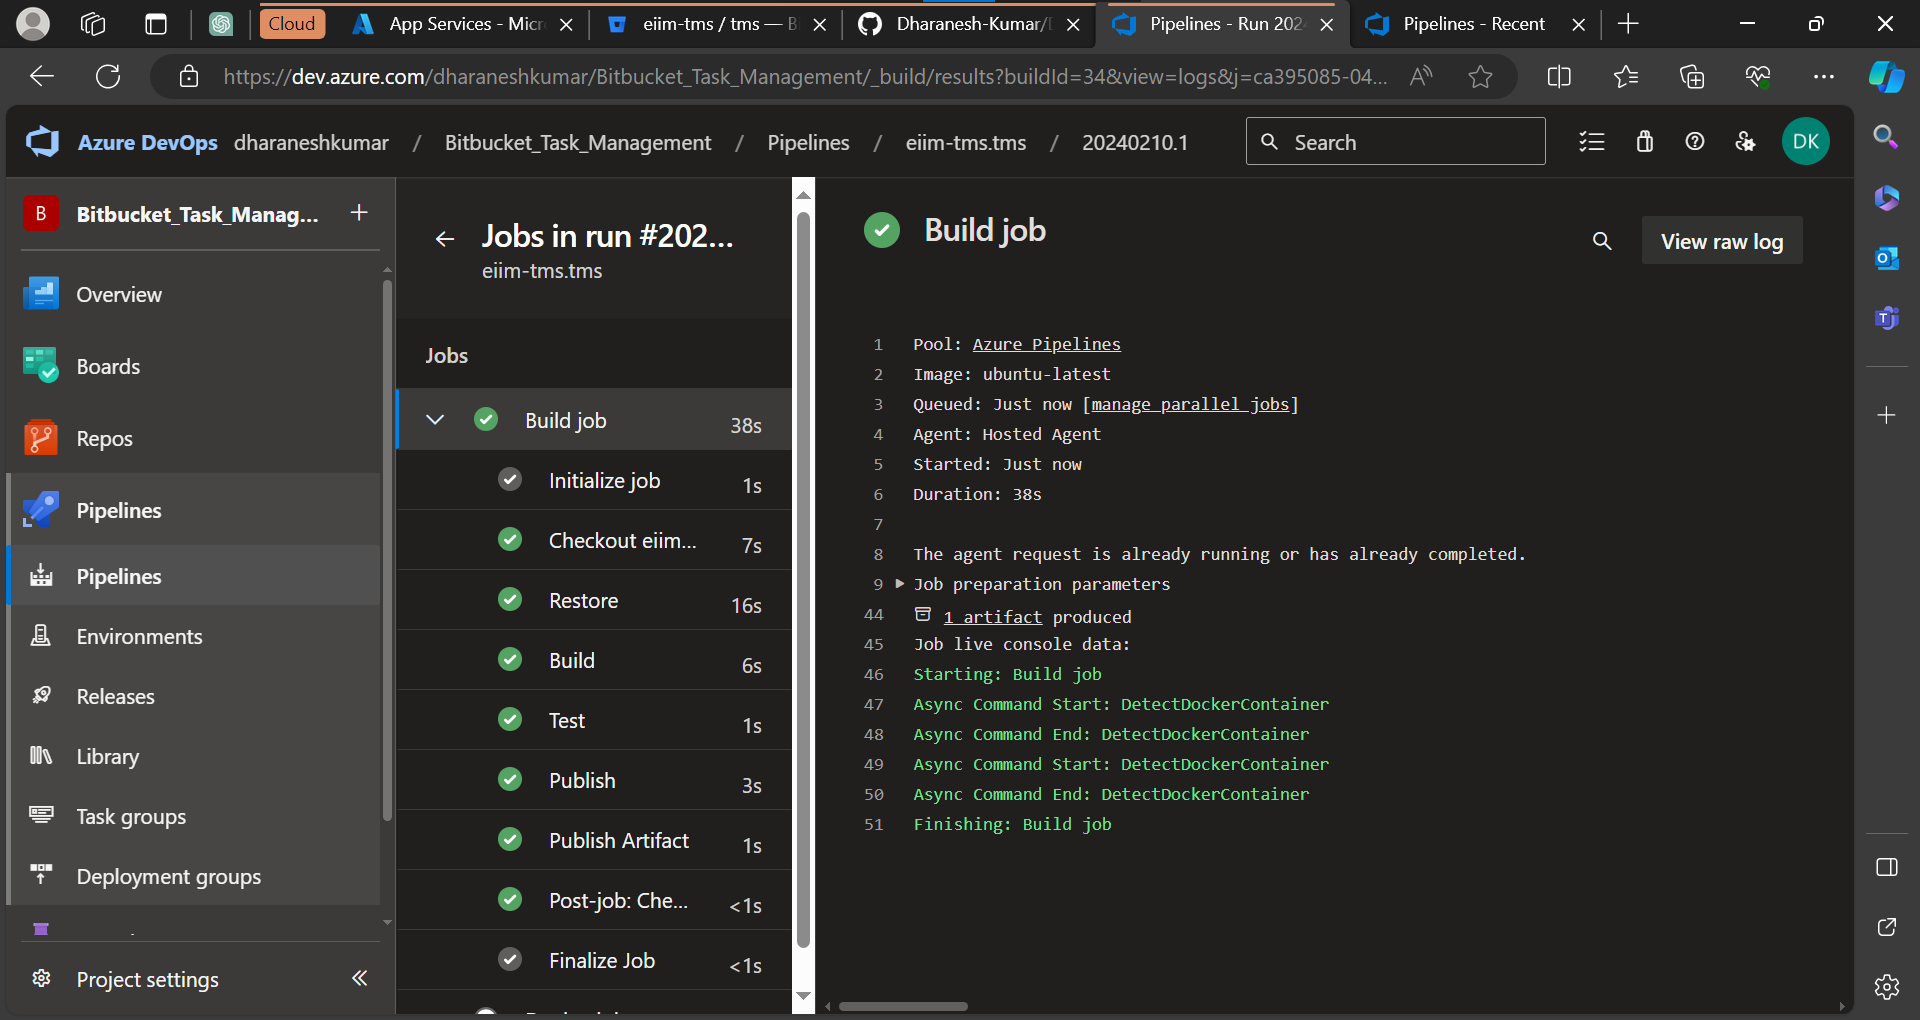 Cloud
App Services - Micr
eiim-tms / tms — B
Dharanesh-Kumar/D
Pipelines - Run 202
Pipelines - Recent
https://dev.azure.com/dharaneshkumar/Bitbucket_Task_Management/_build/results?buildId=34&view=logs&j=ca395085-04...
Azure DevOps dharaneshkumar / Bitbucket_Task_Management / Pipelines / eiim-tms.tms / 20240210.1
Search
DK
B Bitbucket_Task_Manag...
Overview
Boards
Repos
Pipelines
Pipelines
Environments
Releases
Library
Task groups
Deployment groups
Project settings
Jobs in run #202...
eiim-tms.tms
Jobs
Build job 38s
Initialize job 1s
Checkout eiim... 7s
Restore 16s
Build 6s
Test 1s
Publish 3s
Publish Artifact 1s
Post-job: Che... <1s
Finalize Job <1s
Build job
View raw log
1 Pool: Azure Pipelines
2 Image: ubuntu-latest
3 Queued: Just now [manage parallel jobs]
4 Agent: Hosted Agent
5 Started: Just now
6 Duration: 38s
7
8 The agent request is already running or has already completed.
9 Job preparation parameters
44 1 artifact produced
45 Job live console data:
46 Starting: Build job
47 Async Command Start: DetectDockerContainer
48 Async Command End: DetectDockerContainer
49 Async Command Start: DetectDockerContainer
50 Async Command End: DetectDockerContainer
51 Finishing: Build job